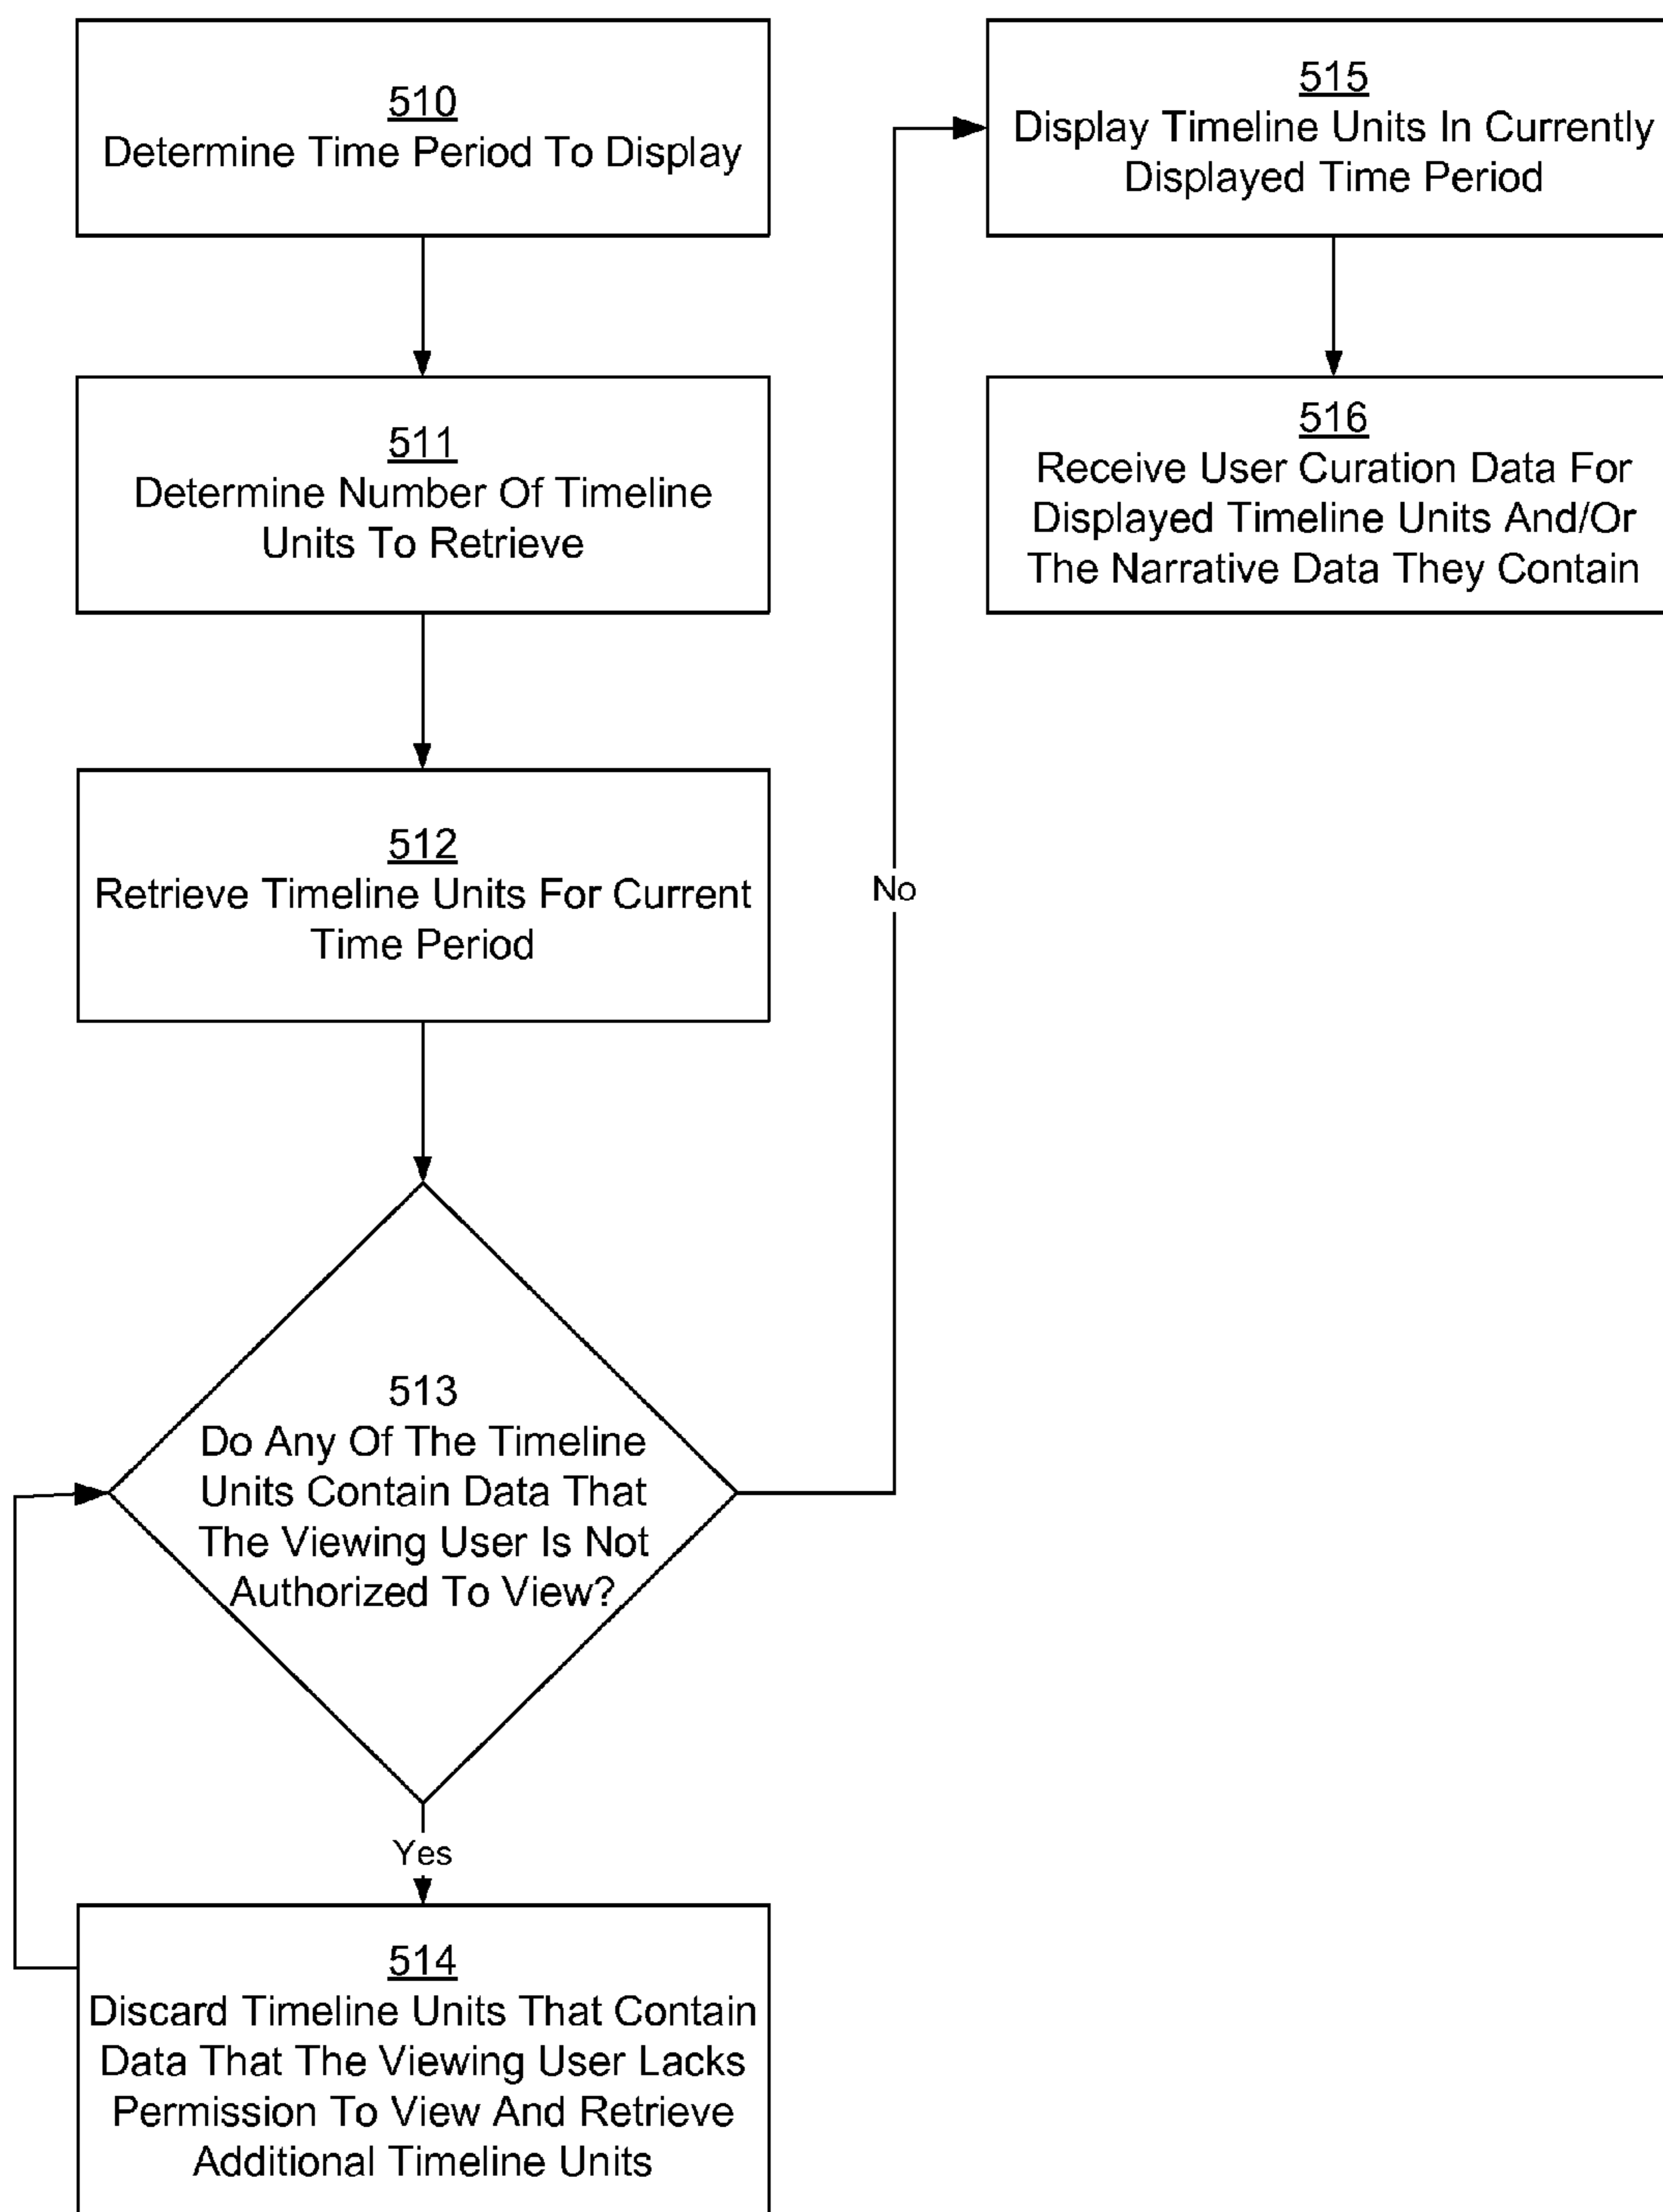 510
Determine Time Period To Display
511
Determine Number Of Timeline
Units To Retrieve
512
Retrieve Timeline Units For Current
Time Period
513
Do Any Of The Timeline
Units Contain Data That
The Viewing User Is Not
Authorized To View?
Yes
514
Discard Timeline Units That Contain
Data That The Viewing User Lacks
Permission To View And Retrieve
Additional Timeline Units
No
515
Display Timeline Units In Currently
Displayed Time Period
516
Receive User Curation Data For
Displayed Timeline Units And/Or
The Narrative Data They Contain